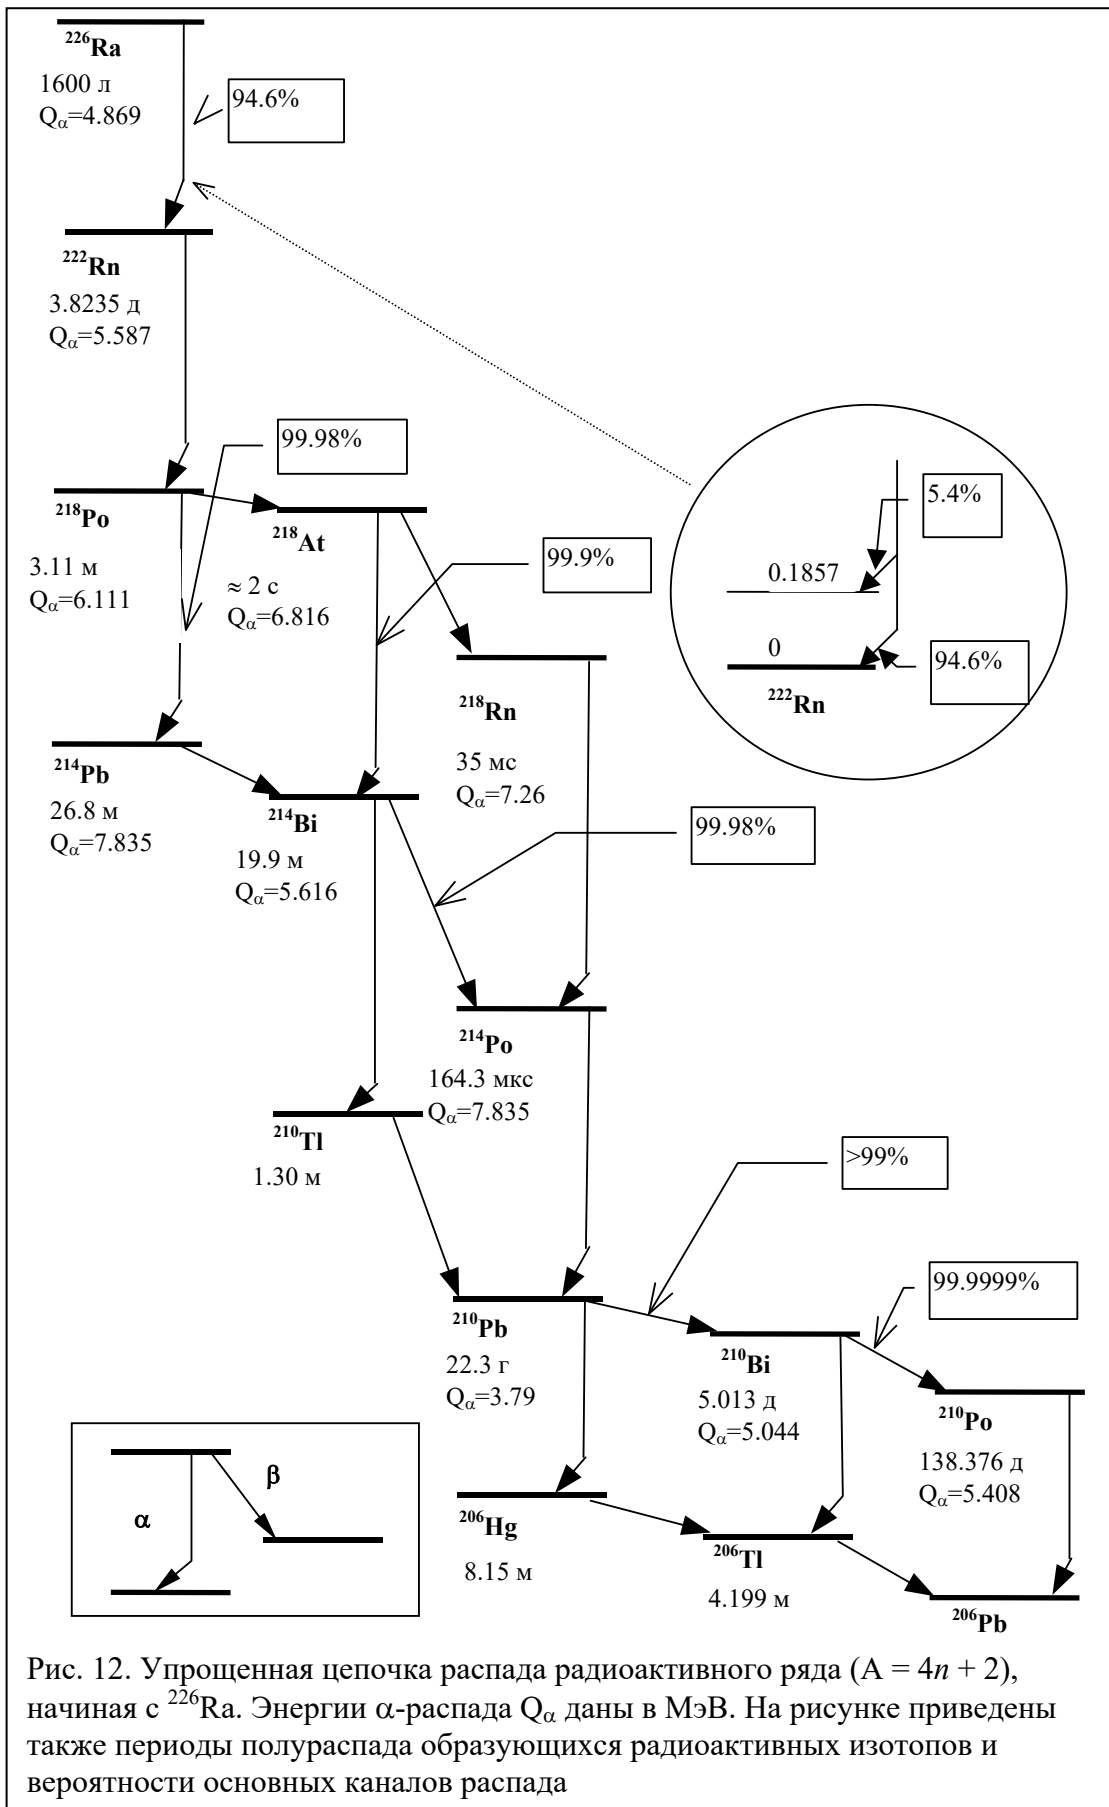 ²²⁶Ra
1600 л
Qα=4.869
94.6%
²²²Rn
3.8235 д
Qα=5.587
99.98%
²¹⁸Po
3.11 м
Qα=6.111
²¹⁸At
≈ 2 с
Qα=6.816
99.9%
5.4%
0.1857
0
94.6%
²²²Rn
²¹⁸Rn
35 мс
Qα=7.26
²¹⁴Pb
26.8 м
Qα=7.835
²¹⁴Bi
19.9 м
Qα=5.616
99.98%
²¹⁴Po
164.3 мкс
Qα=7.835
²¹⁰Tl
1.30 м
>99%
99.9999%
²¹⁰Pb
22.3 г
Qα=3.79
²¹⁰Bi
5.013 д
Qα=5.044
²¹⁰Po
138.376 д
Qα=5.408
β
α
²⁰⁶Hg
8.15 м
²⁰⁶Tl
4.199 м
²⁰⁶Pb
Рис. 12. Упрощенная цепочка распада радиоактивного ряда (A = 4n + 2),
начиная с ²²⁶Ra. Энергии α-распада Qα даны в МэВ. На рисунке приведены
также периоды полураспада образующихся радиоактивных изотопов и
вероятности основных каналов распада